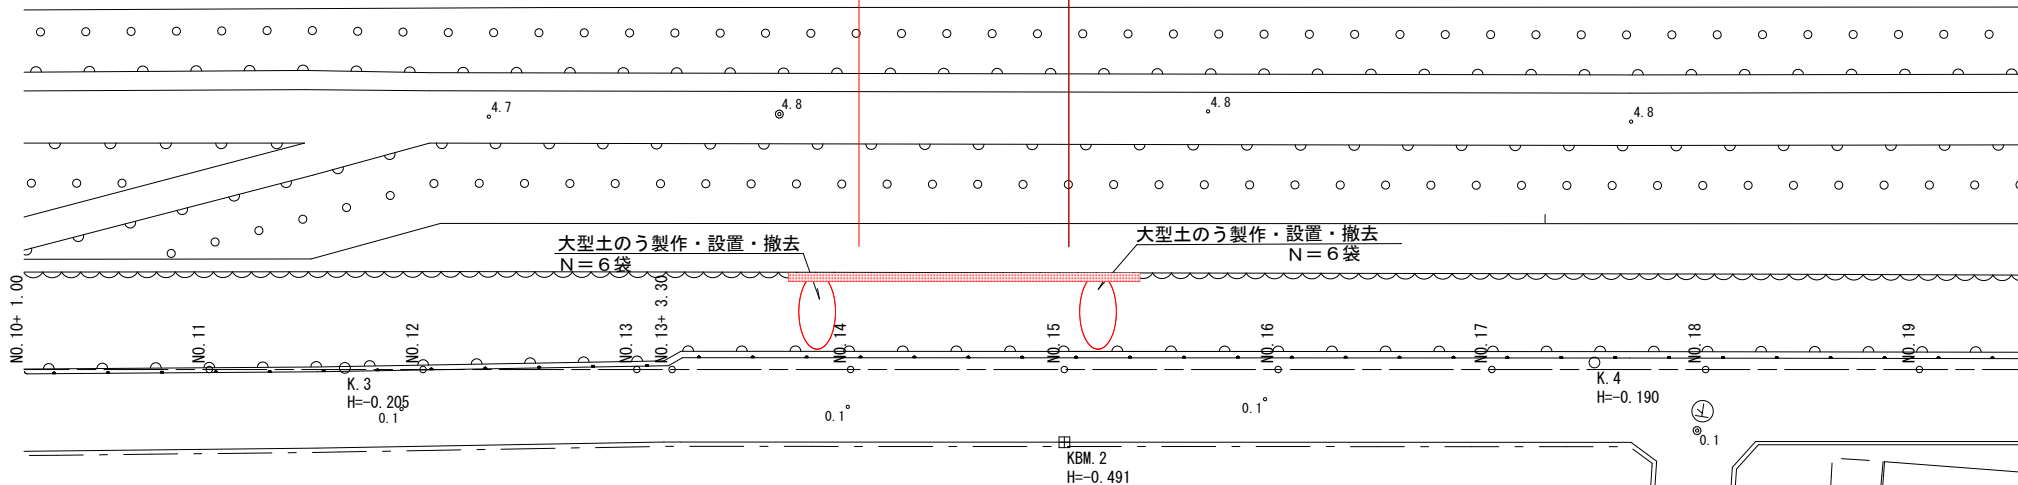 4.7
4.8
4.8
4.8
大型土のう製作・設置・撤去
N=6袋
大型土のう製作・設置・撤去
N=6袋
NO.10+ 1.00
NO.11
NO.12
NO.13
NO.13+ 3.30
NO.14
NO.15
NO.16
NO.17
NO.18
NO.19
K.3
H=-0.205
0.1
0.1
0.1
K.4
H=-0.190
0.1
KBM.2
H=-0.491